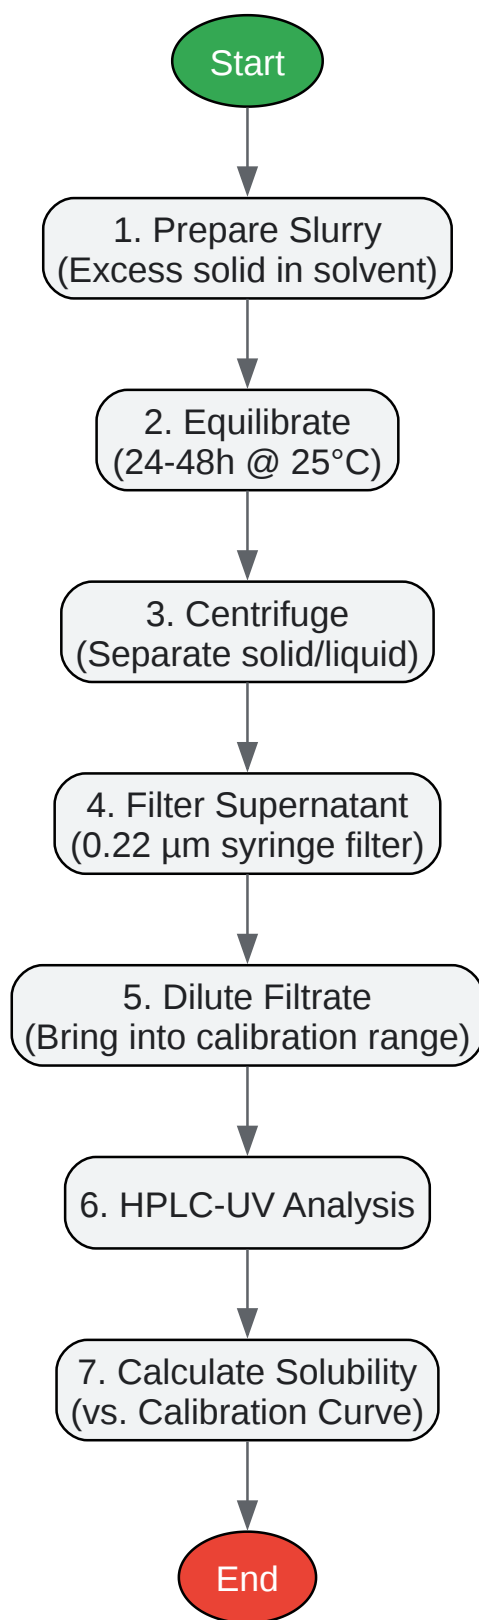 Start
1. Prepare Slurry
(Excess solid in solvent)
2. Equilibrate
(24-48h @ 25°C)
3. Centrifuge
(Separate solid/liquid)
4. Filter Supernatant
(0.22 µm syringe filter)
5. Dilute Filtrate
(Bring into calibration range)
6. HPLC-UV Analysis
7. Calculate Solubility
(vs. Calibration Curve)
End